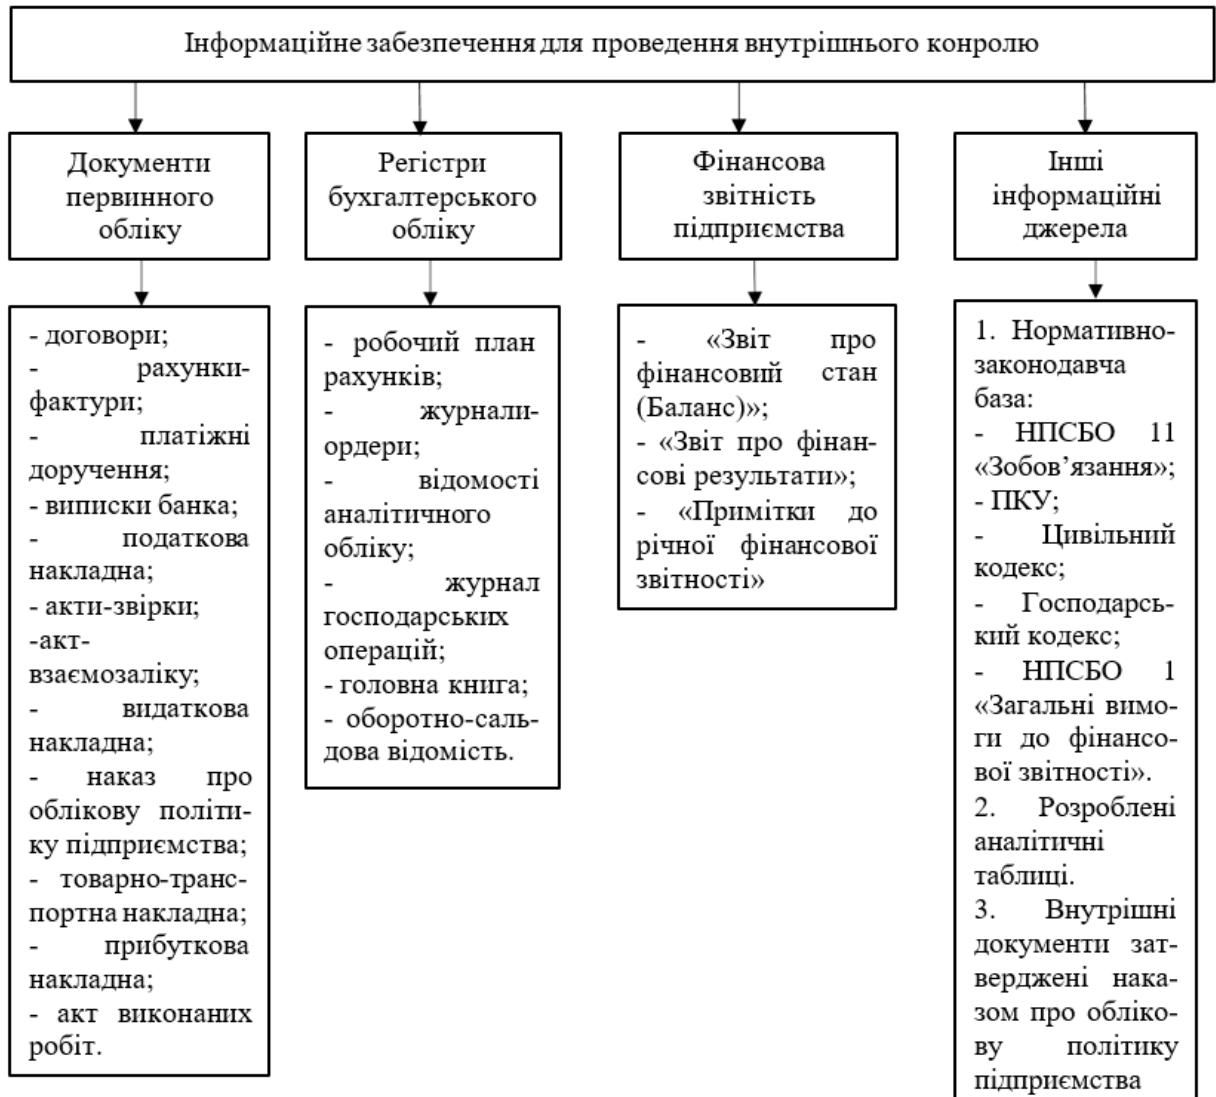 Інформаційне забезпечення для проведення внутрішнього конролю
Документи
первинного
обліку
Регістри
бухгалтерського
обліку
Фінансова
звітність
підприємства
Інші
інформаційні
джерела
- договори;
- рахунки-
фактури;
- платіжні
доручення;
- виписки банка;
- податкова
накладна;
- акти-звірки;
-акт-
взаємозаліку;
- видаткова
накладна;
- наказ про
облікову політи-
ку підприємства;
- товарно-транс-
портна накладна;
- прибуткова
накладна;
- акт виконаних
робіт.
- робочий план
рахунків;
- журнали-
ордери;
- відомості
аналітичного
обліку;
- журнал
господарських
операцій;
- головна книга;
- оборотно-саль-
дова відомість.
- «Звіт про
фінансовий стан
(Баланс)»;
- «Звіт про фінан-
сові результати»;
- «Примітки до
річної фінансової
звітності»
1. Нормативно-
законодавча
база:
- НПСБО 11
«Зобов’язання»;
- ПКУ;
- Цивільний
кодекс;
- Господарсь-
кий кодекс;
- НПСБО 1
«Загальні вимо-
ги до фінансо-
вої звітності».
2. Розроблені
аналітичні
таблиці.
3. Внутрішні
документи зат-
верджені нака-
зом про обліко-
ву політику
підприємства